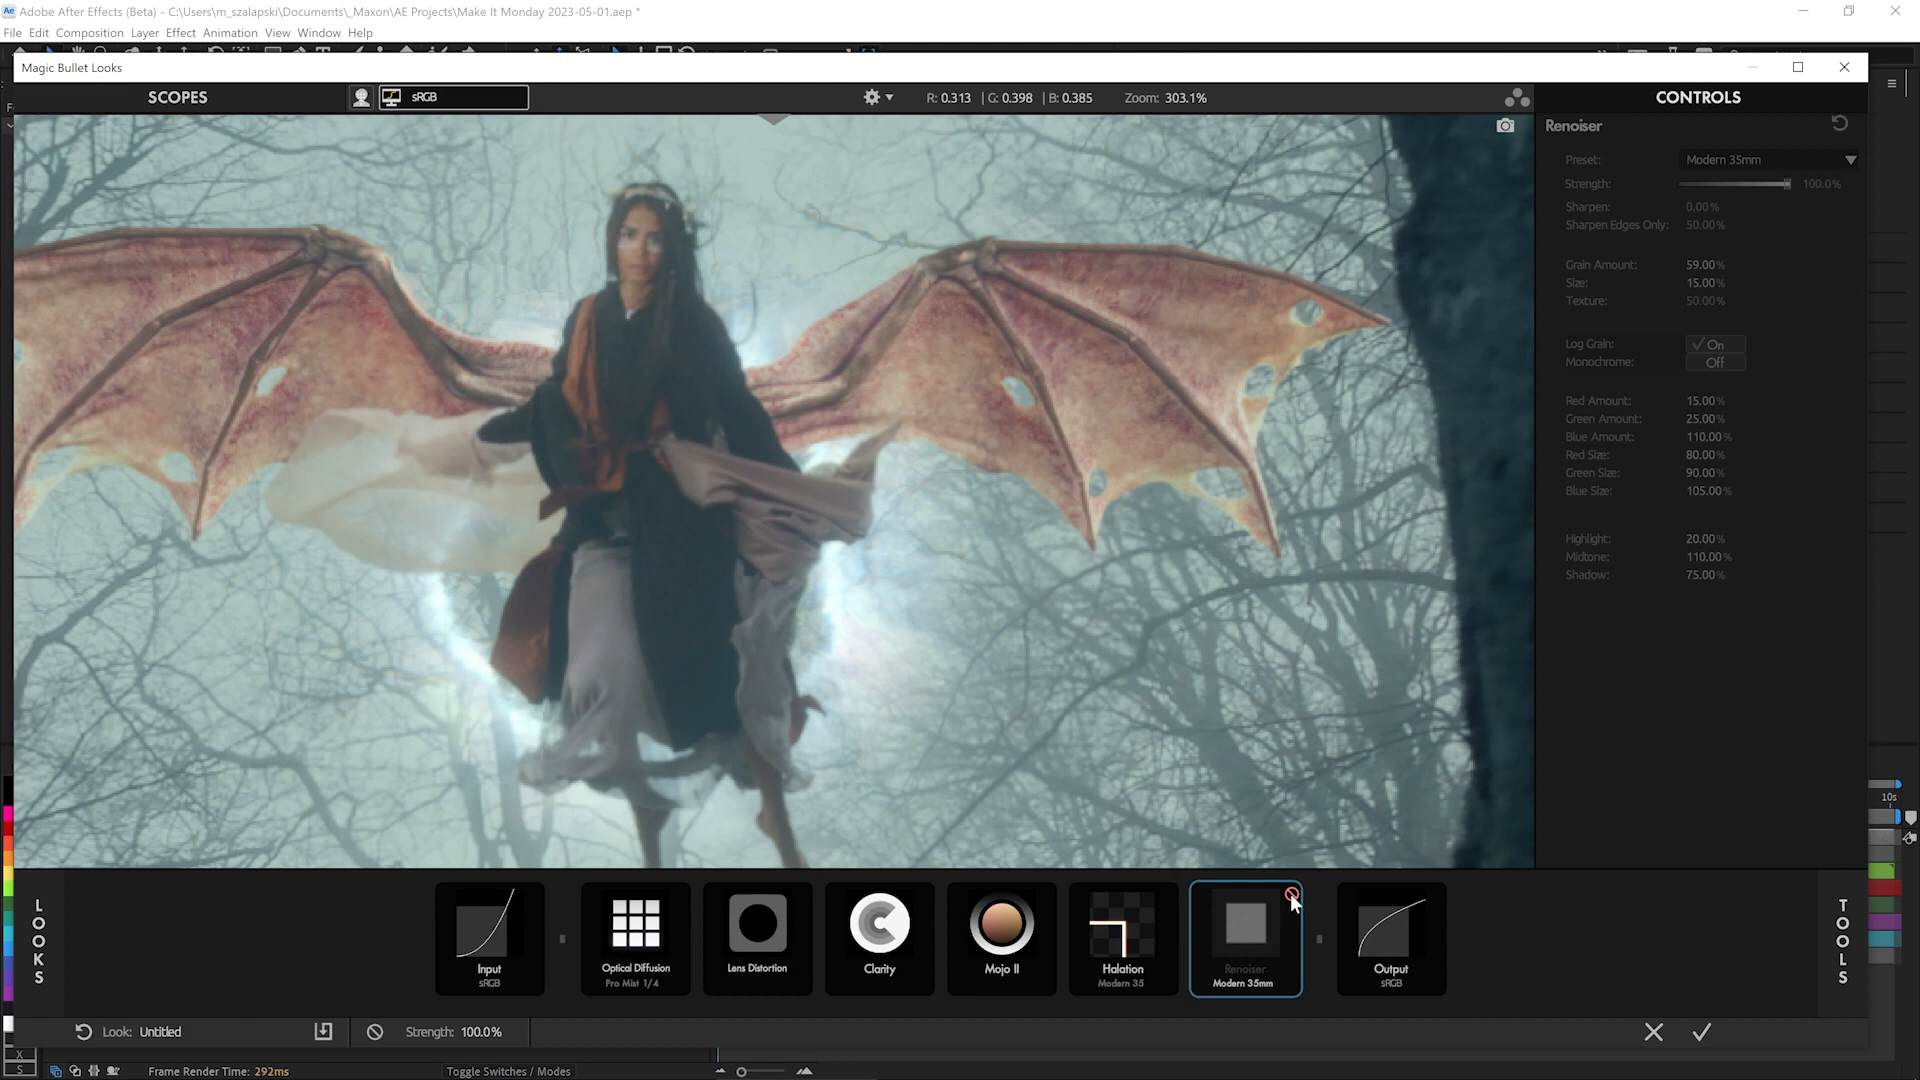 Ae Adobe After Effects (Beta) - C:\Users\m_szalapski\Documents\_Maxon\AE Projects\Make It Monday 2023-05-01.aep *
File Edit Composition Layer Effect Animation View Window Help
Magic Bullet Looks
SCOPES
sRGB
R: 0.313 | G: 0.398 | B: 0.385
Zoom: 303.1%
CONTROLS
Renoiser
Preset: Modern 35mm
Strength: 100.0%
Sharpen: 0.00%
Sharpen Edges Only: 50.00%
Grain Amount: 59.00%
Size: 15.00%
Texture: 50.00%
Log Grain: On
Monochrome: Off
Red Amount: 15.00%
Green Amount: 25.00%
Blue Amount: 110.00%
Red Size: 80.00%
Green Size: 90.00%
Blue Size: 105.00%
Highlight: 20.00%
Midtone: 110.00%
Shadow: 75.00%
10s
LOOKS
Input
sRGB
Optical Diffusion
Pro Mist 1/4
Lens Distortion
Clarity
Mojo II
Halation
Modern 35
Renoiser
Modern 35mm
Output
sRGB
TOOLS
Look: Untitled
Strength: 100.0%
X
S
Frame Render Time: 292ms
Toggle Switches / Modes